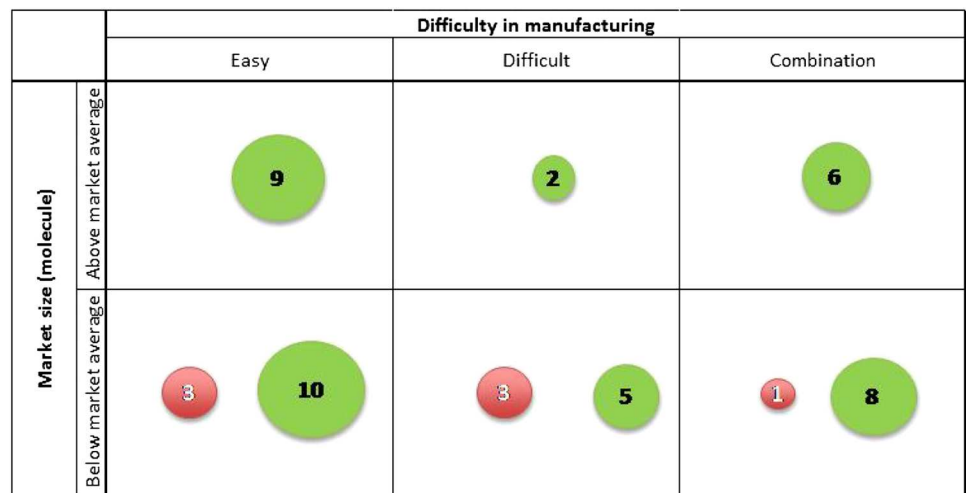 Difficulty in manufacturing
Easy Difficult Combination
Market size (molecule)
Above market average
9 2 6
Below market average
3 10 3 5 1 8